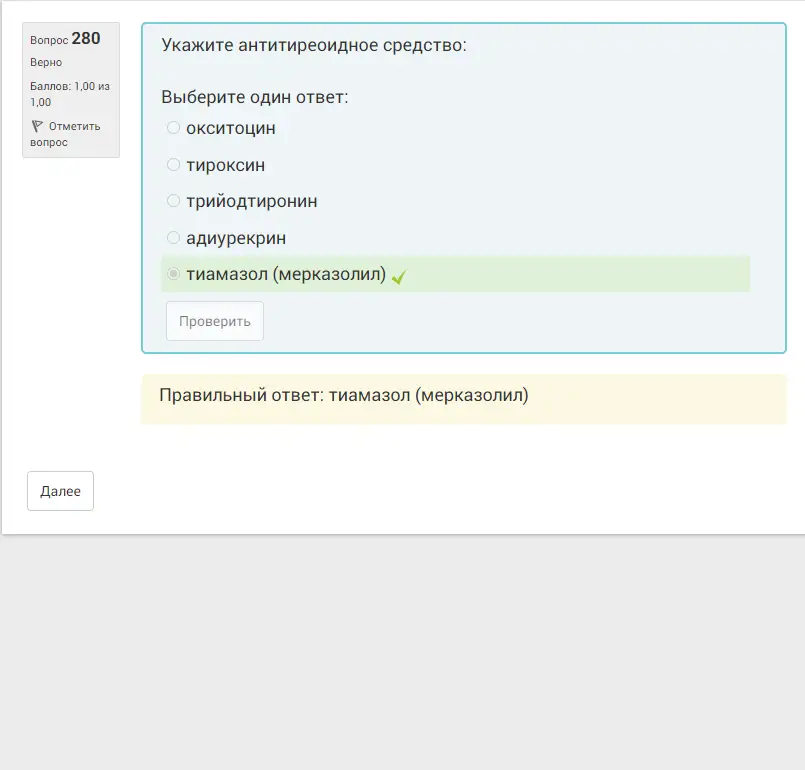 Вопрос 280
Верно
Баллов: 1,00 из
1,00
Отметить
вопрос
Укажите антитиреоидное средство:
Выберите один ответ:
окситоцин
тироксин
трийодтиронин
адиурекрин
тиамазол (мерказолил)
Проверить
Правильный ответ: тиамазол (мерказолил)
Далее